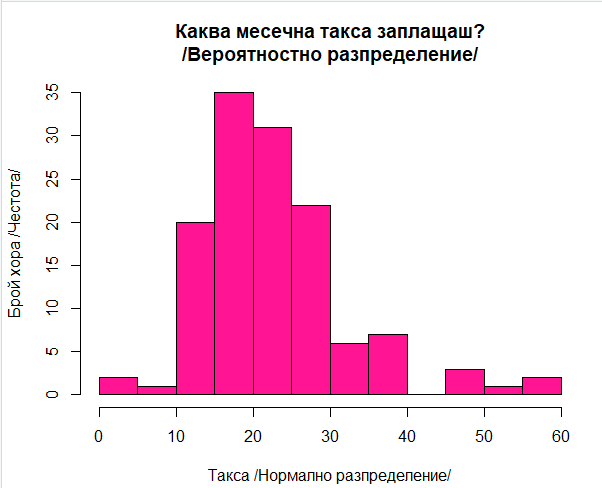 Каква месечна такса заплащаш?
/Вероятностно разпределение/
Брой хора /Честота/
35
30
25
20
15
10
5
0
0 10 20 30 40 50 60
Такса /Нормално разпределение/